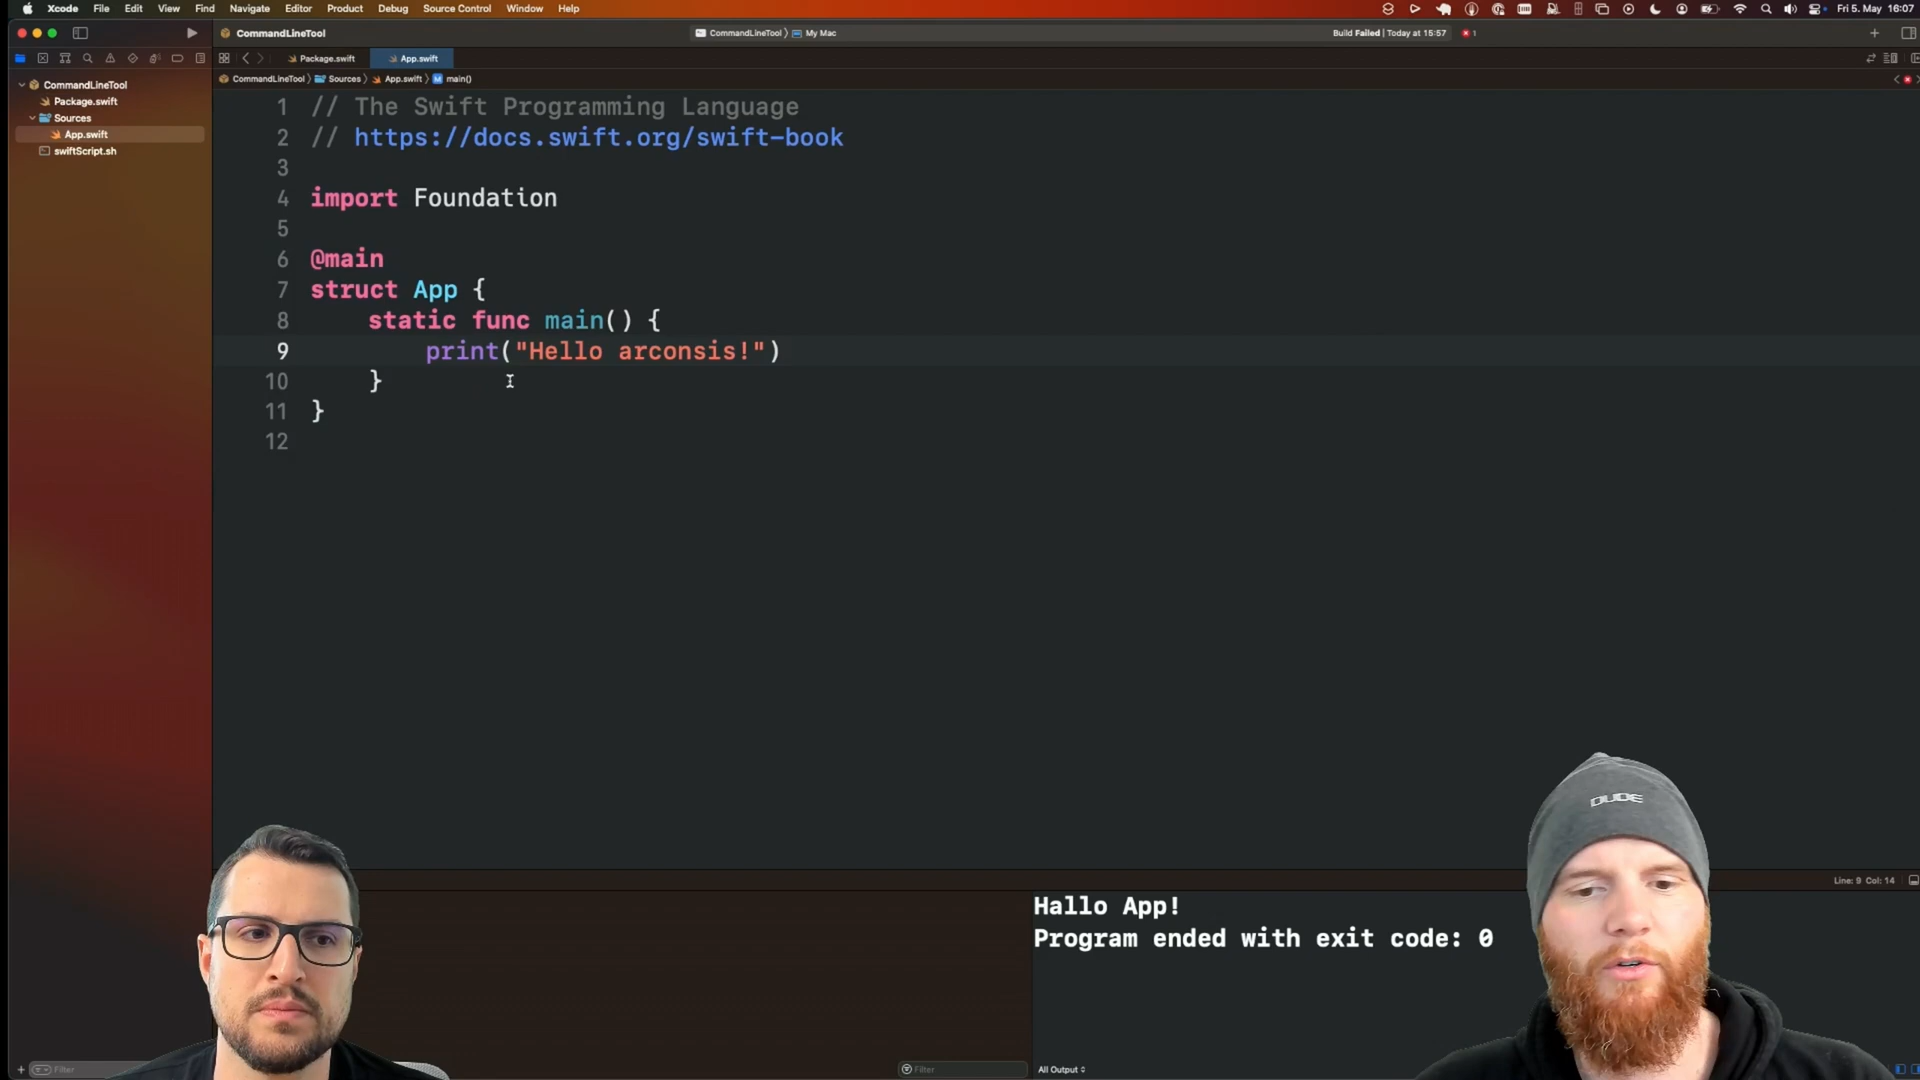 Xcode File Edit View Find Navigate Editor Product Debug Source Control Window Help Fri 5. May 16:07
CommandLineTool CommandLineTool My Mac Build Failed | Today at 15:57 1
Package.swift App.swift
CommandLineTool Sources App.swift main()
CommandLineTool
Package.swift
Sources
App.swift
swiftScript.sh
1 // The Swift Programming Language
2 // https://docs.swift.org/swift-book
3
4 import Foundation
5
6 @main
7 struct App {
8 static func main() {
9 print("Hello arconsis!")
10 }
11 }
12
DUDE
Line: 9 Col: 14
Hallo App!
Program ended with exit code: 0
Filter Filter All Output